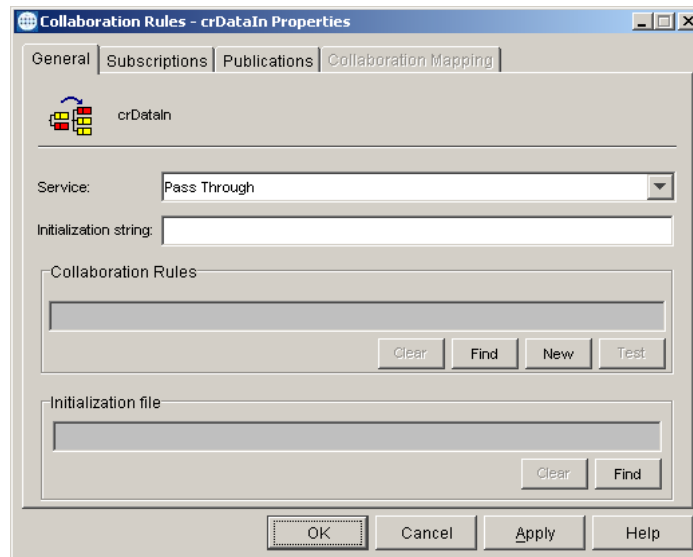 Collaboration Rules - crDataIn Properties
General Subscriptions Publications Collaboration Mapping
crDataIn
Service: Pass Through
Initialization string:
Collaboration Rules
Clear Find New Test
Initialization file
Clear Find
OK Cancel Apply Help